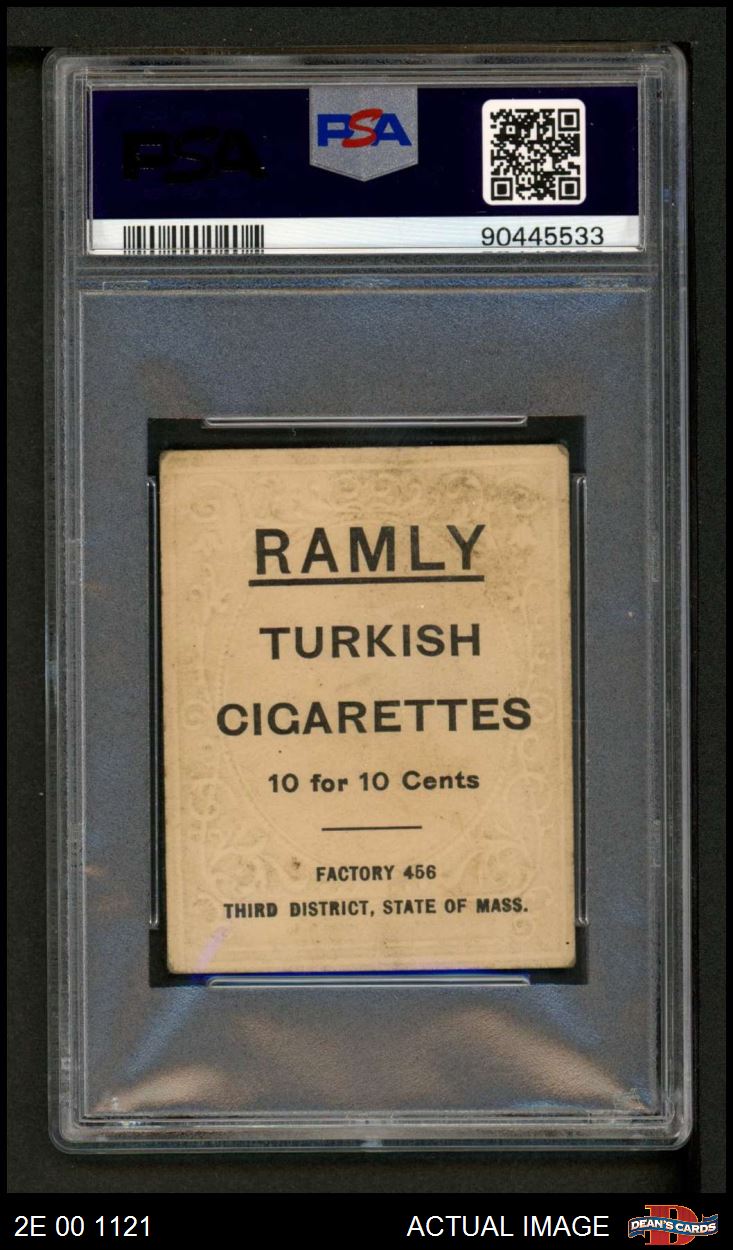 PSA
PSA
90445533
RAMLY
TURKISH
CIGARETTES
10 for 10 Cents
FACTORY 456
THIRD DISTRICT, STATE OF MASS.
2E 00 1121
ACTUAL IMAGE
DEAN'S CARDS